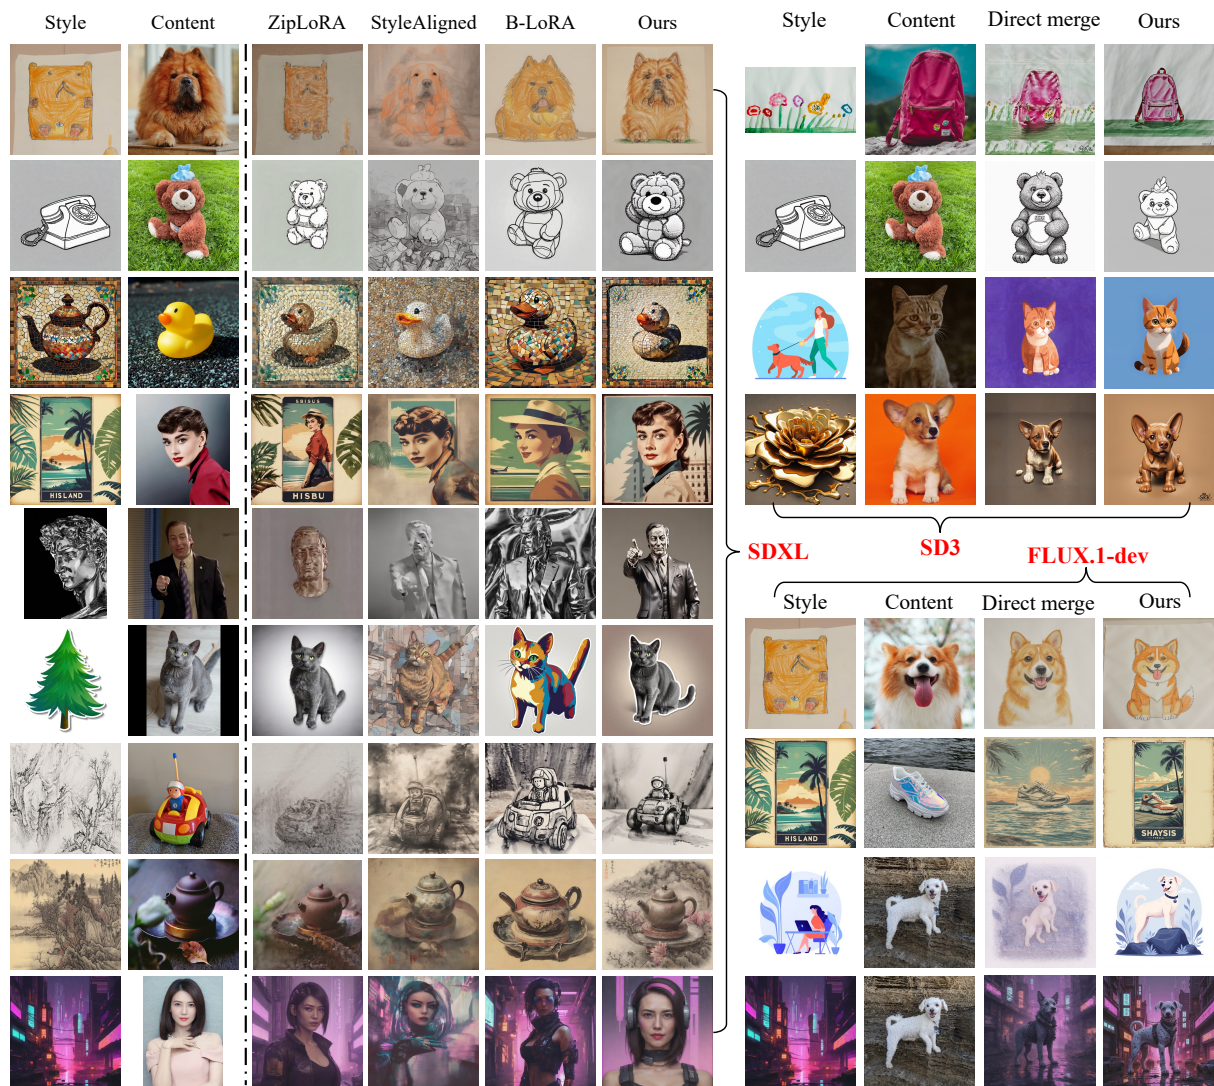 Style Content ZipLoRA StyleAligned B-LoRA Ours
HISLAND
SBISUS
HISBU
SDXL
Style Content Direct merge Ours
SD3
FLUX.1-dev
Style Content Direct merge Ours
HISLAND
SHAYSIS